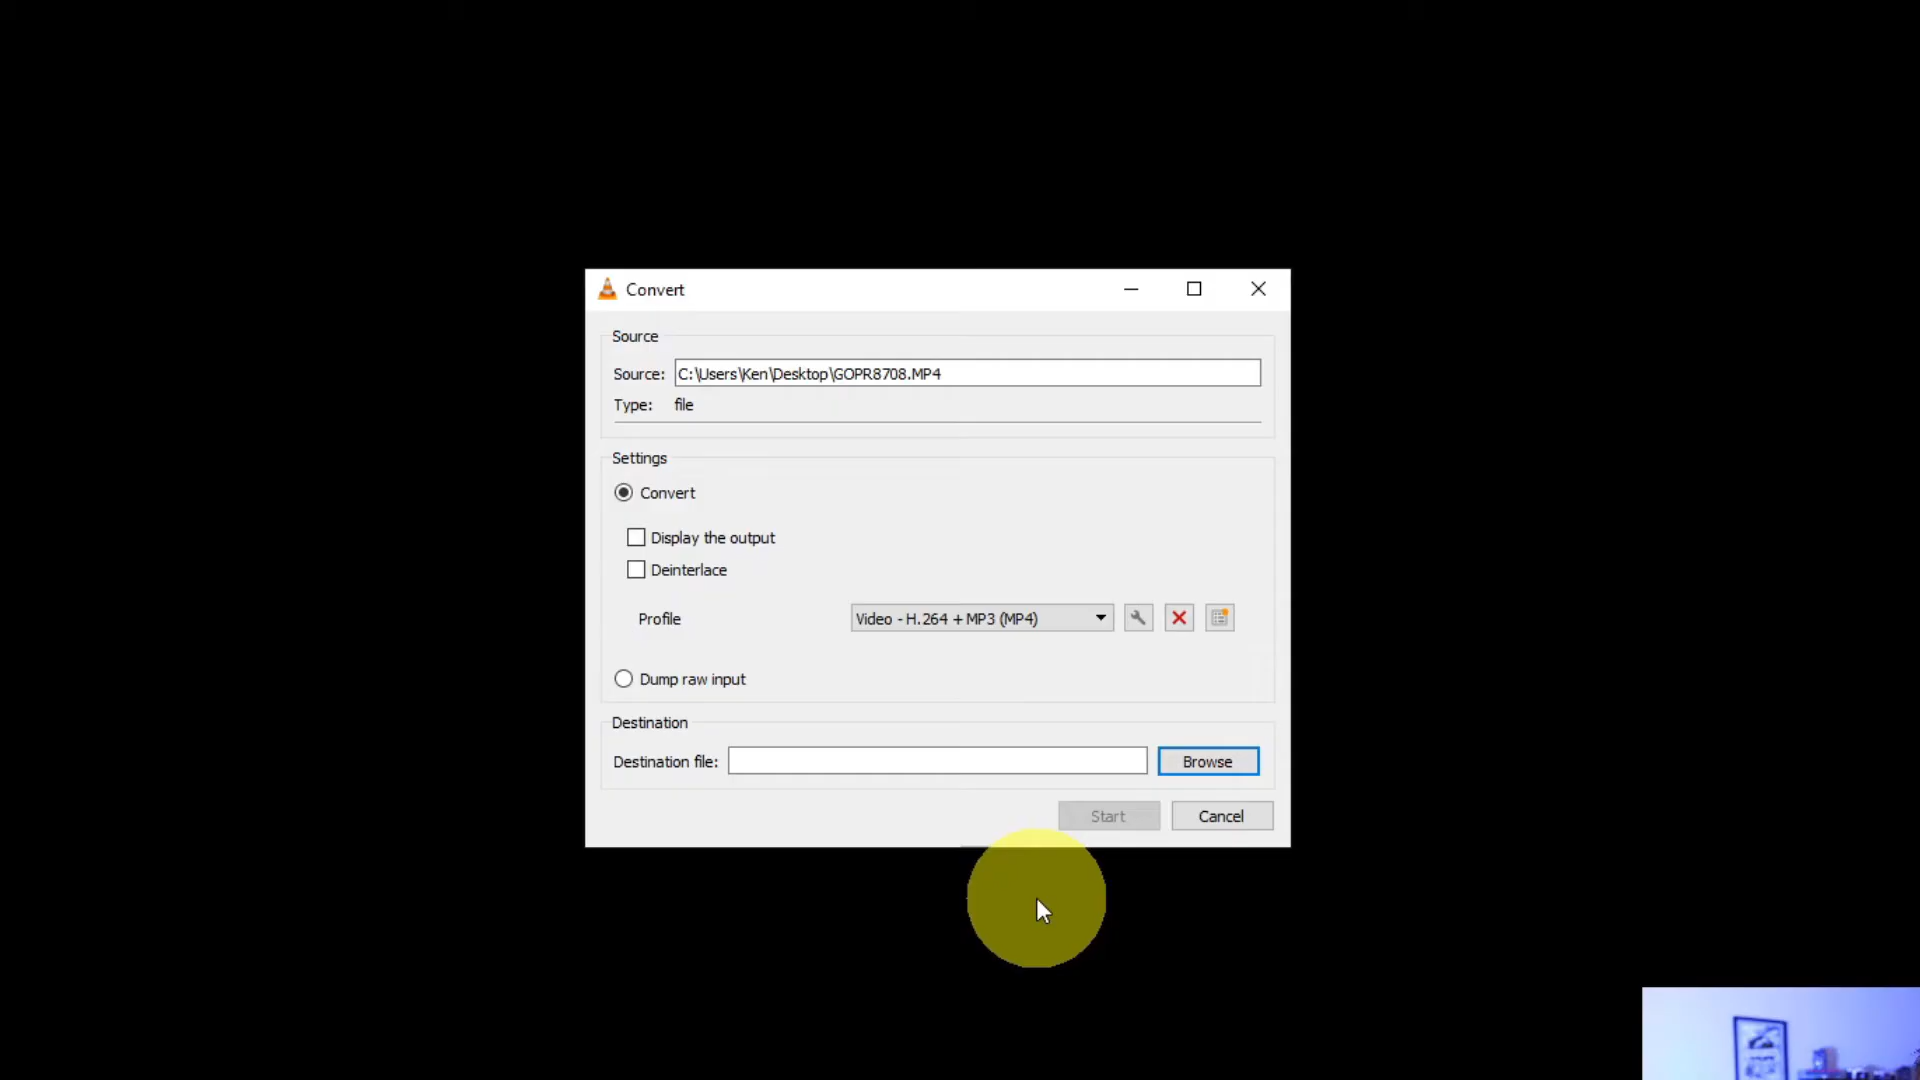 Convert
Source
Source: C:\Users\Ken\Desktop\GOPR8708.MP4
Type: file
Settings
Convert
Display the output
Deinterlace
Profile Video - H.264 + MP3 (MP4)
Dump raw input
Destination
Destination file: Browse
Start Cancel